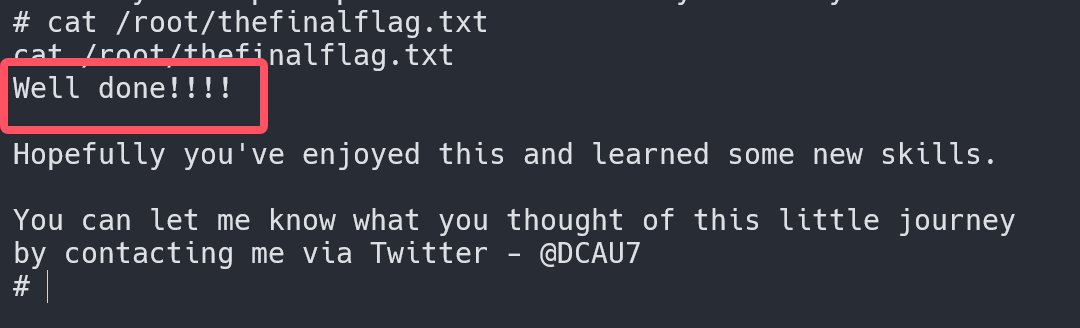 # cat /root/thefinalflag.txt
cat /root/thefinalflag.txt
Well done!!!!
Hopefully you've enjoyed this and learned some new skills.
You can let me know what you thought of this little journey
by contacting me via Twitter - @DCAU7
#